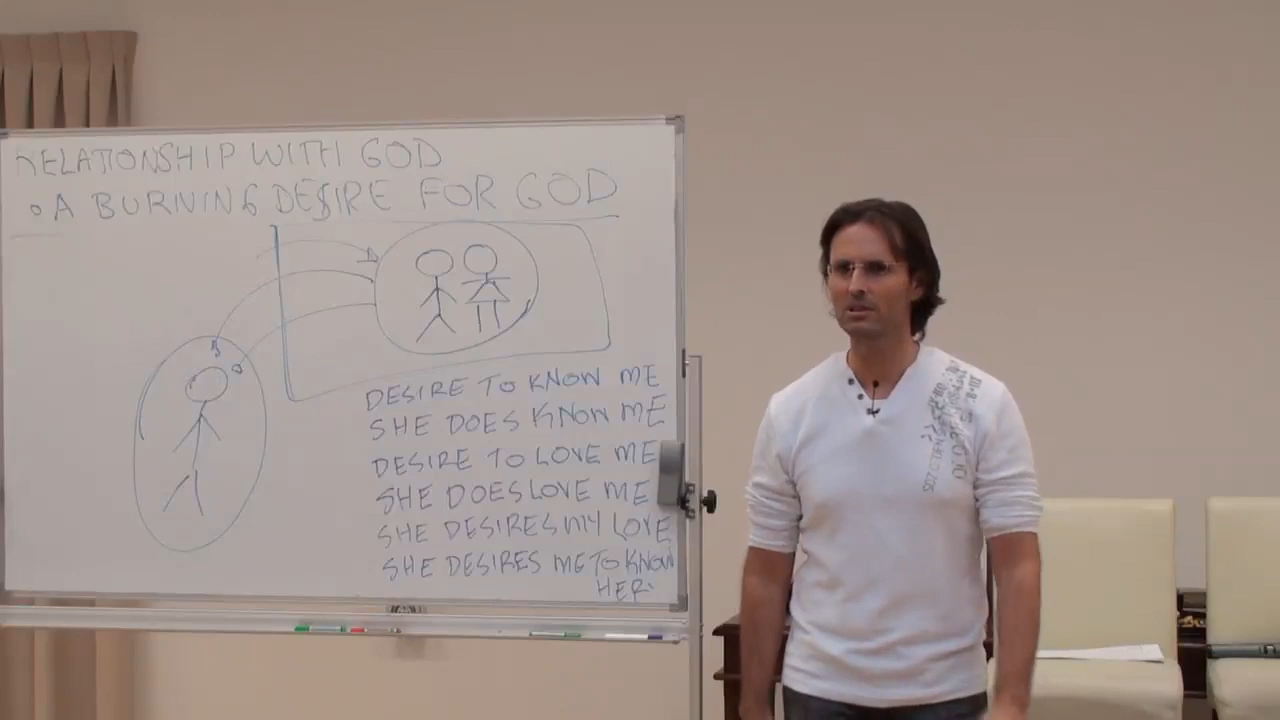 RELATIONSHIP WITH GOD
A BURNING DESIRE FOR GOD
DESIRE TO KNOW ME
SHE DOES KNOW ME
DESIRE TO LOVE ME
SHE DOES LOVE ME
SHE DESIRES MY LOVE
SHE DESIRES ME TO KNOW
HER